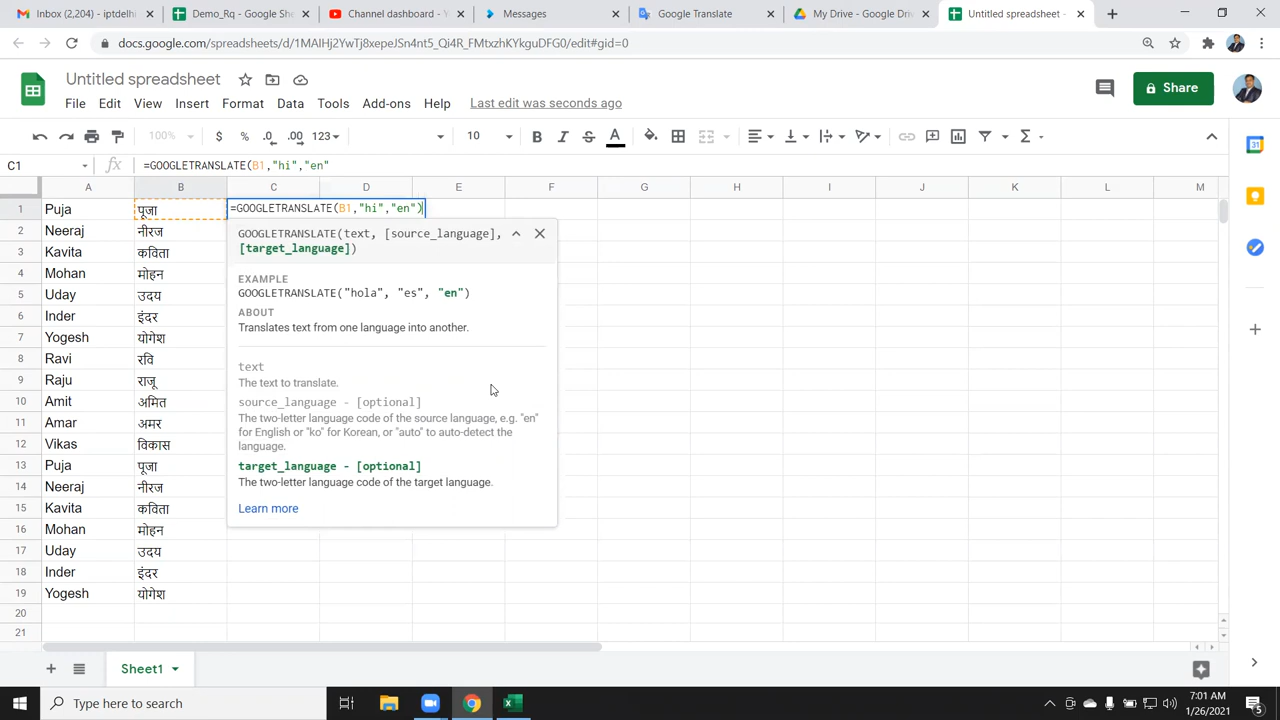 Inbox (2,204) - iptdelhi
Demo_Rq - Google Sh
Channel dashboard - Y
Messages
Google Translate
My Drive - Google Dri
Untitled spreadsheet -
docs.google.com/spreadsheets/d/1MAIHj2YwTj8xepeJSn4nt5_Qi4R_FMtxzhKYkguDFG0/edit#gid=0
Untitled spreadsheet
File Edit View Insert Format Data Tools Add-ons Help Last edit was seconds ago
Share
100% $ % .0 .00 123 10 B I S A
C1 fx =GOOGLETRANSLATE(B1,"hi","en"
A B C D E F G H I J K L M
1 Puja पूजा =GOOGLETRANSLATE(B1,"hi","en")
2 Neeraj नीरज
3 Kavita कविता
4 Mohan मोहन
5 Uday उदय
6 Inder इंदर
7 Yogesh योगेश
8 Ravi रवि
9 Raju राजू
10 Amit अमित
11 Amar अमर
12 Vikas विकास
13 Puja पूजा
14 Neeraj नीरज
15 Kavita कविता
16 Mohan मोहन
17 Uday उदय
18 Inder इंदर
19 Yogesh योगेश
20
21
GOOGLETRANSLATE(text, [source_language],
[target_language])
EXAMPLE
GOOGLETRANSLATE("hola", "es", "en")
ABOUT
Translates text from one language into another.
text
The text to translate.
source_language - [optional]
The two-letter language code of the source language, e.g. "en"
for English or "ko" for Korean, or "auto" to auto-detect the
language.
target_language - [optional]
The two-letter language code of the target language.
Learn more
31
Sheet1
Type here to search
7:01 AM
1/26/2021
5